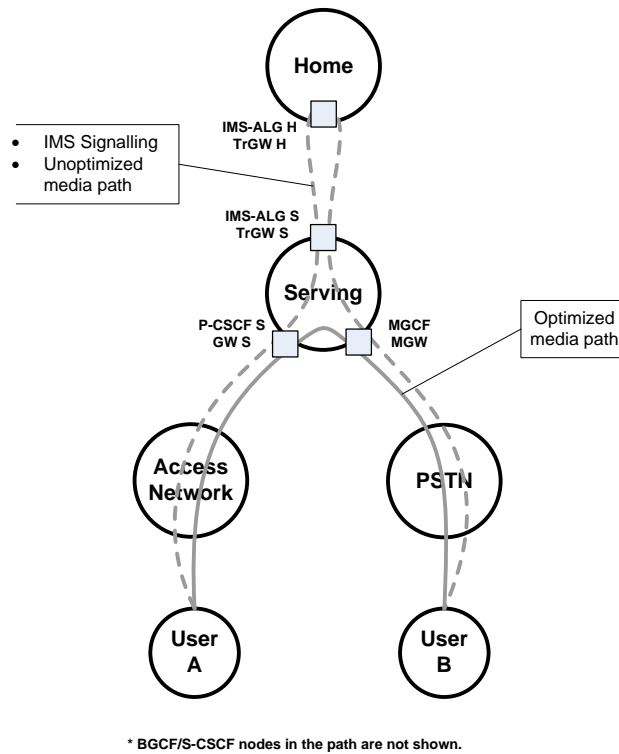 Home
IMS-ALG H
TrGW H
• IMS Signalling
• Unoptimized
media path
IMS-ALG S
TrGW S
Serving
P-CSCF S
GW S
MGCF
MGW
Optimized
media path
Access
Network
PSTN
User
A
User
B
* BGCF/S-CSCF nodes in the path are not shown.